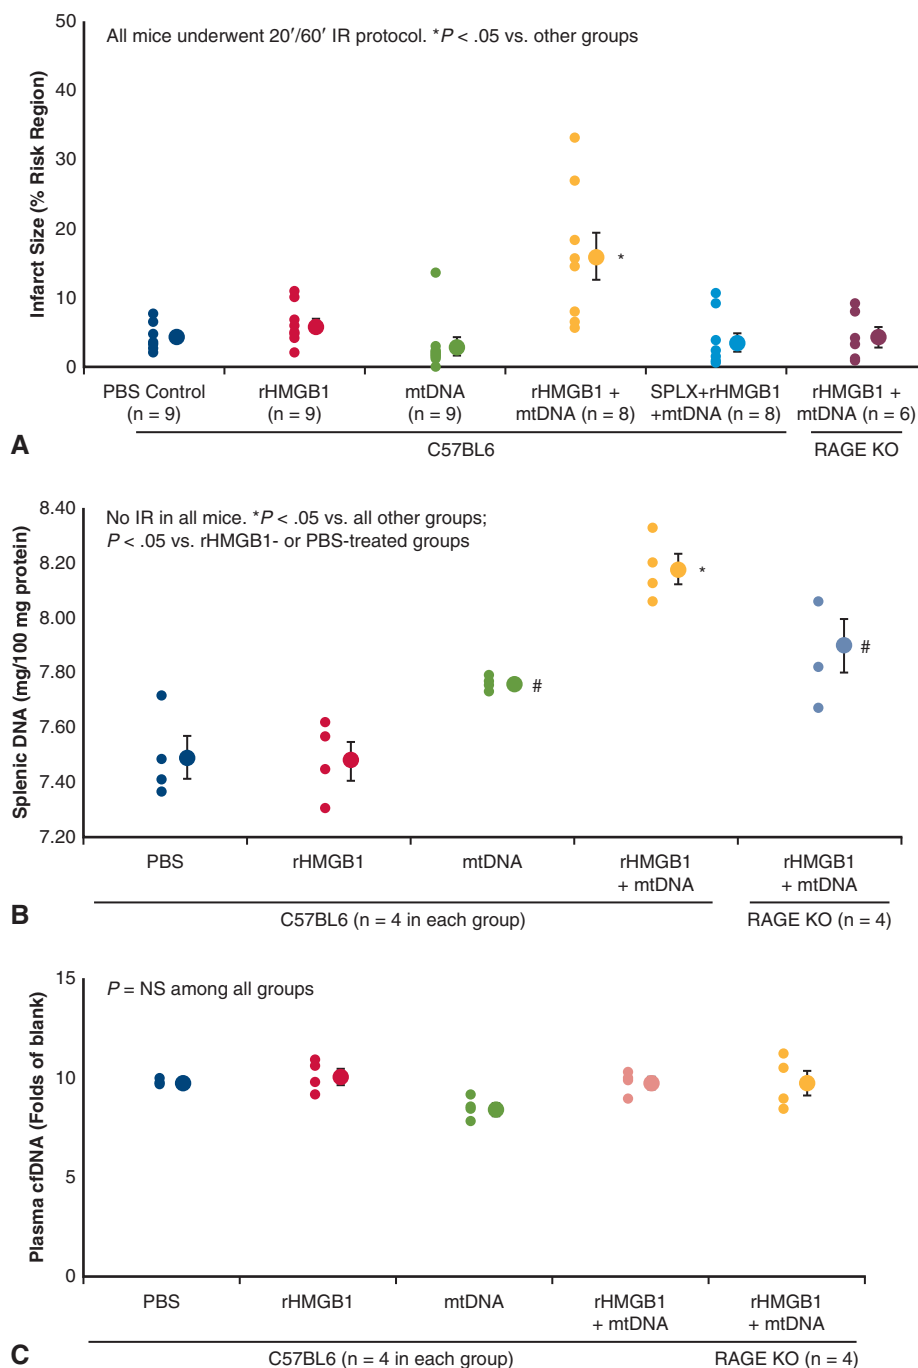 50
All mice underwent 20′/60′ IR protocol. *P < .05 vs. other groups
40
30
20
10
0
Infarct Size (% Risk Region)
*
PBS Control
(n = 9)
rHMGB1
(n = 9)
mtDNA
(n = 9)
rHMGB1 +
mtDNA (n = 8)
SPLX+rHMGB1
+mtDNA (n = 8)
rHMGB1 +
mtDNA (n = 6)
C57BL6
RAGE KO
A
8.40
No IR in all mice. *P < .05 vs. all other groups;
P < .05 vs. rHMGB1- or PBS-treated groups
8.20
8.00
7.80
7.60
7.40
7.20
Splenic DNA (mg/100 mg protein)
#
*
#
PBS
rHMGB1
mtDNA
rHMGB1
+ mtDNA
rHMGB1
+ mtDNA
C57BL6 (n = 4 in each group)
RAGE KO (n = 4)
B
15
P = NS among all groups
10
5
0
Plasma cfDNA (Folds of blank)
PBS
rHMGB1
mtDNA
rHMGB1
+ mtDNA
rHMGB1
+ mtDNA
C57BL6 (n = 4 in each group)
RAGE KO (n = 4)
C